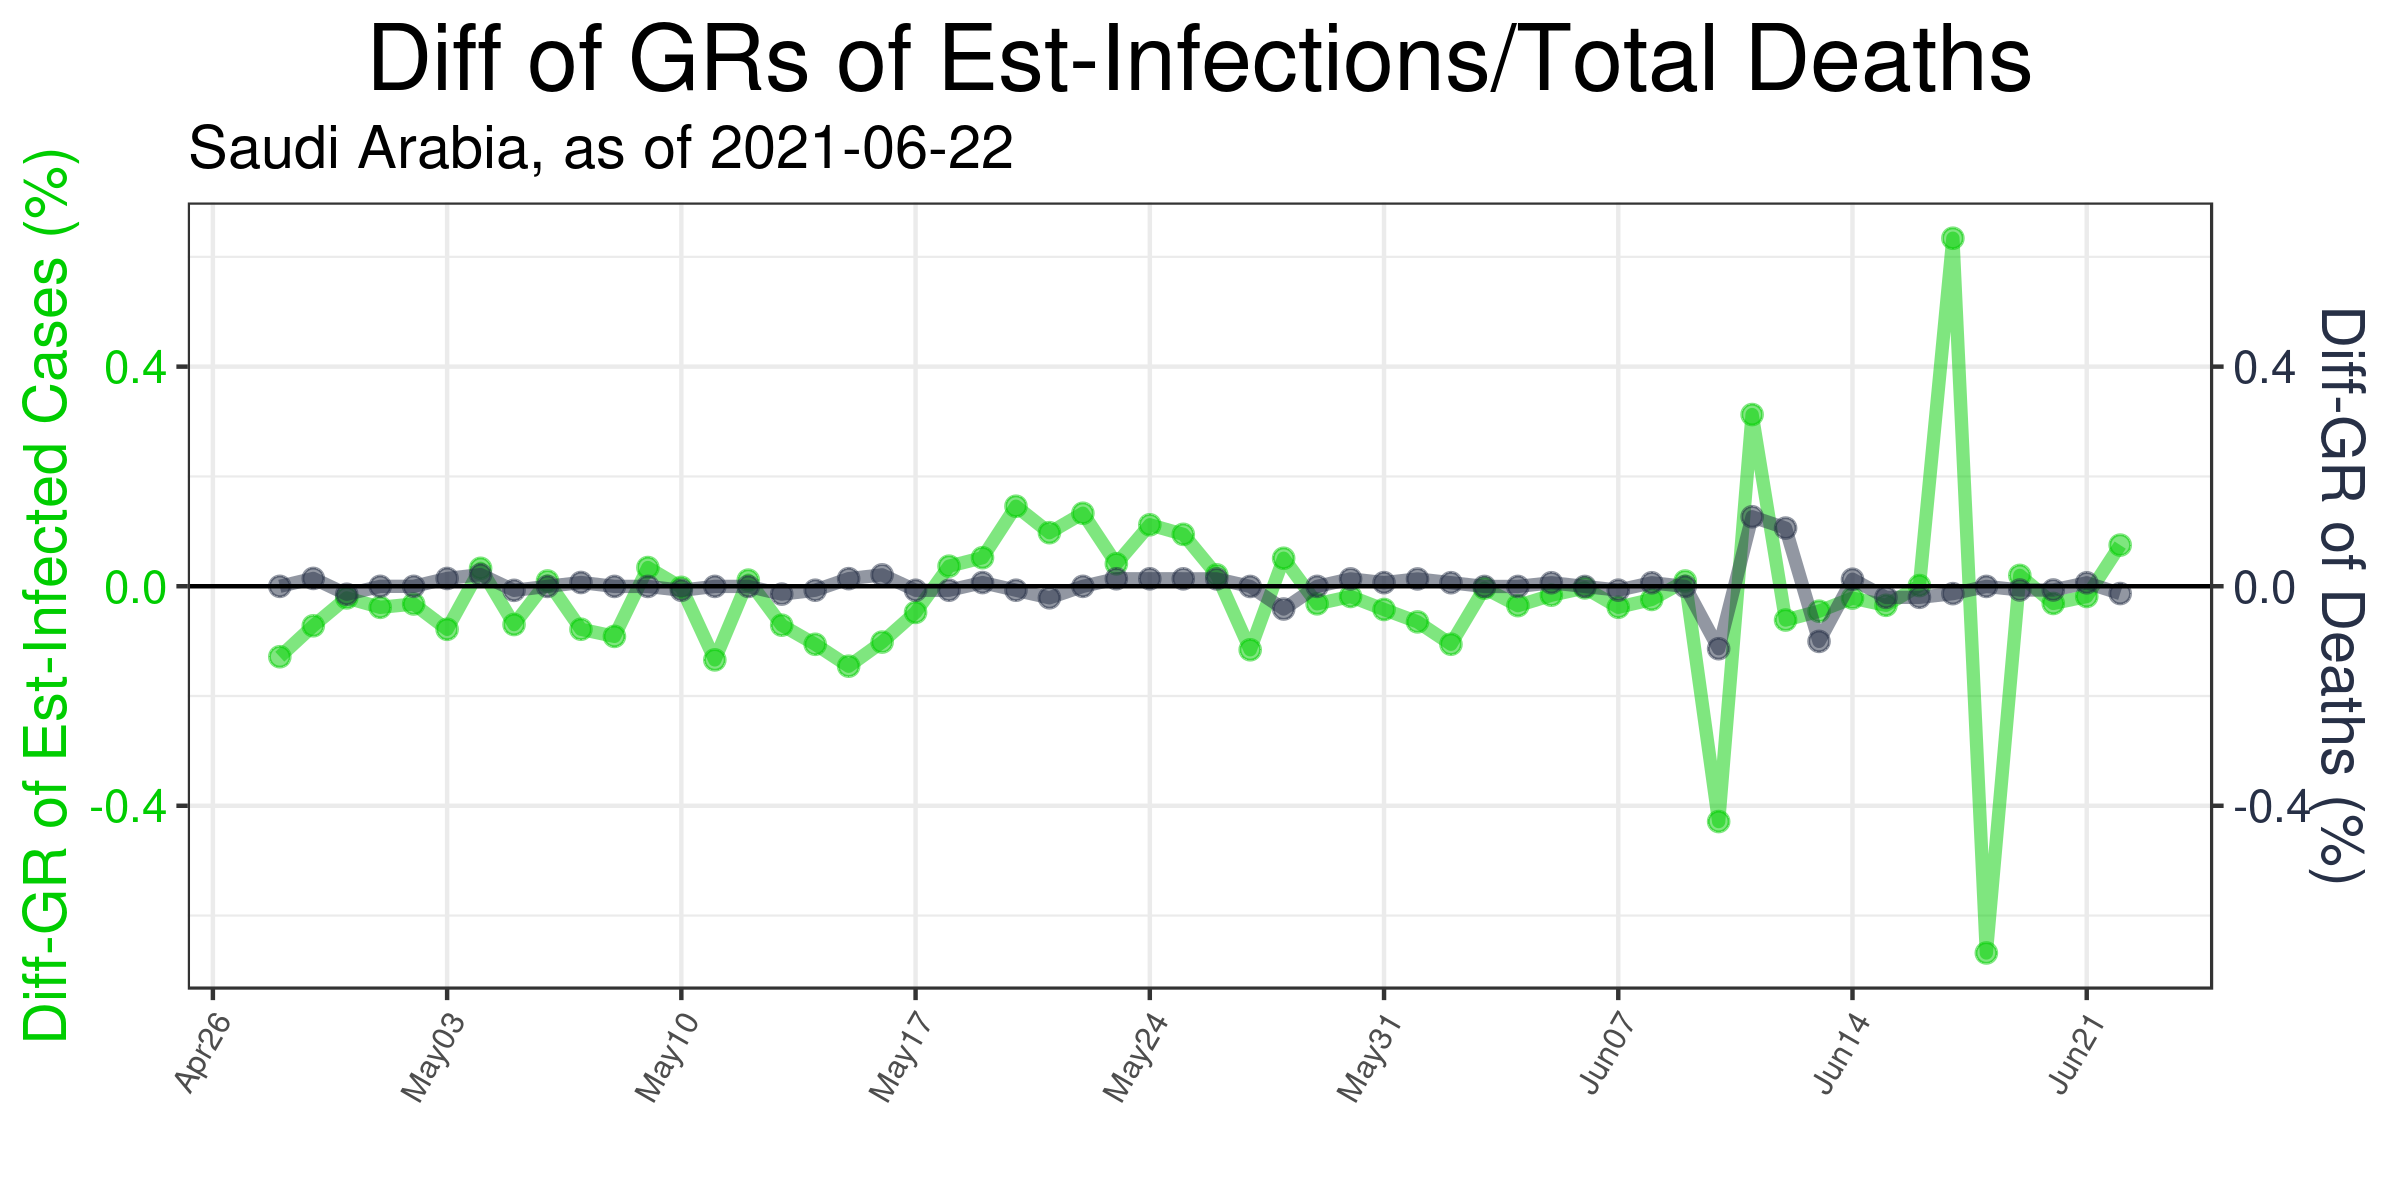 Diff of GRs of Est-Infections/Total Deaths
Saudi Arabia, as of 2021-06-22
Diff-GR of Est-Infected Cases (%)
0.4
0.0
-0.4
0.4
0.0
-0.4
Diff-GR of Deaths (%)
Apr26
May03
May10
May17
May24
May31
Jun07
Jun14
Jun21